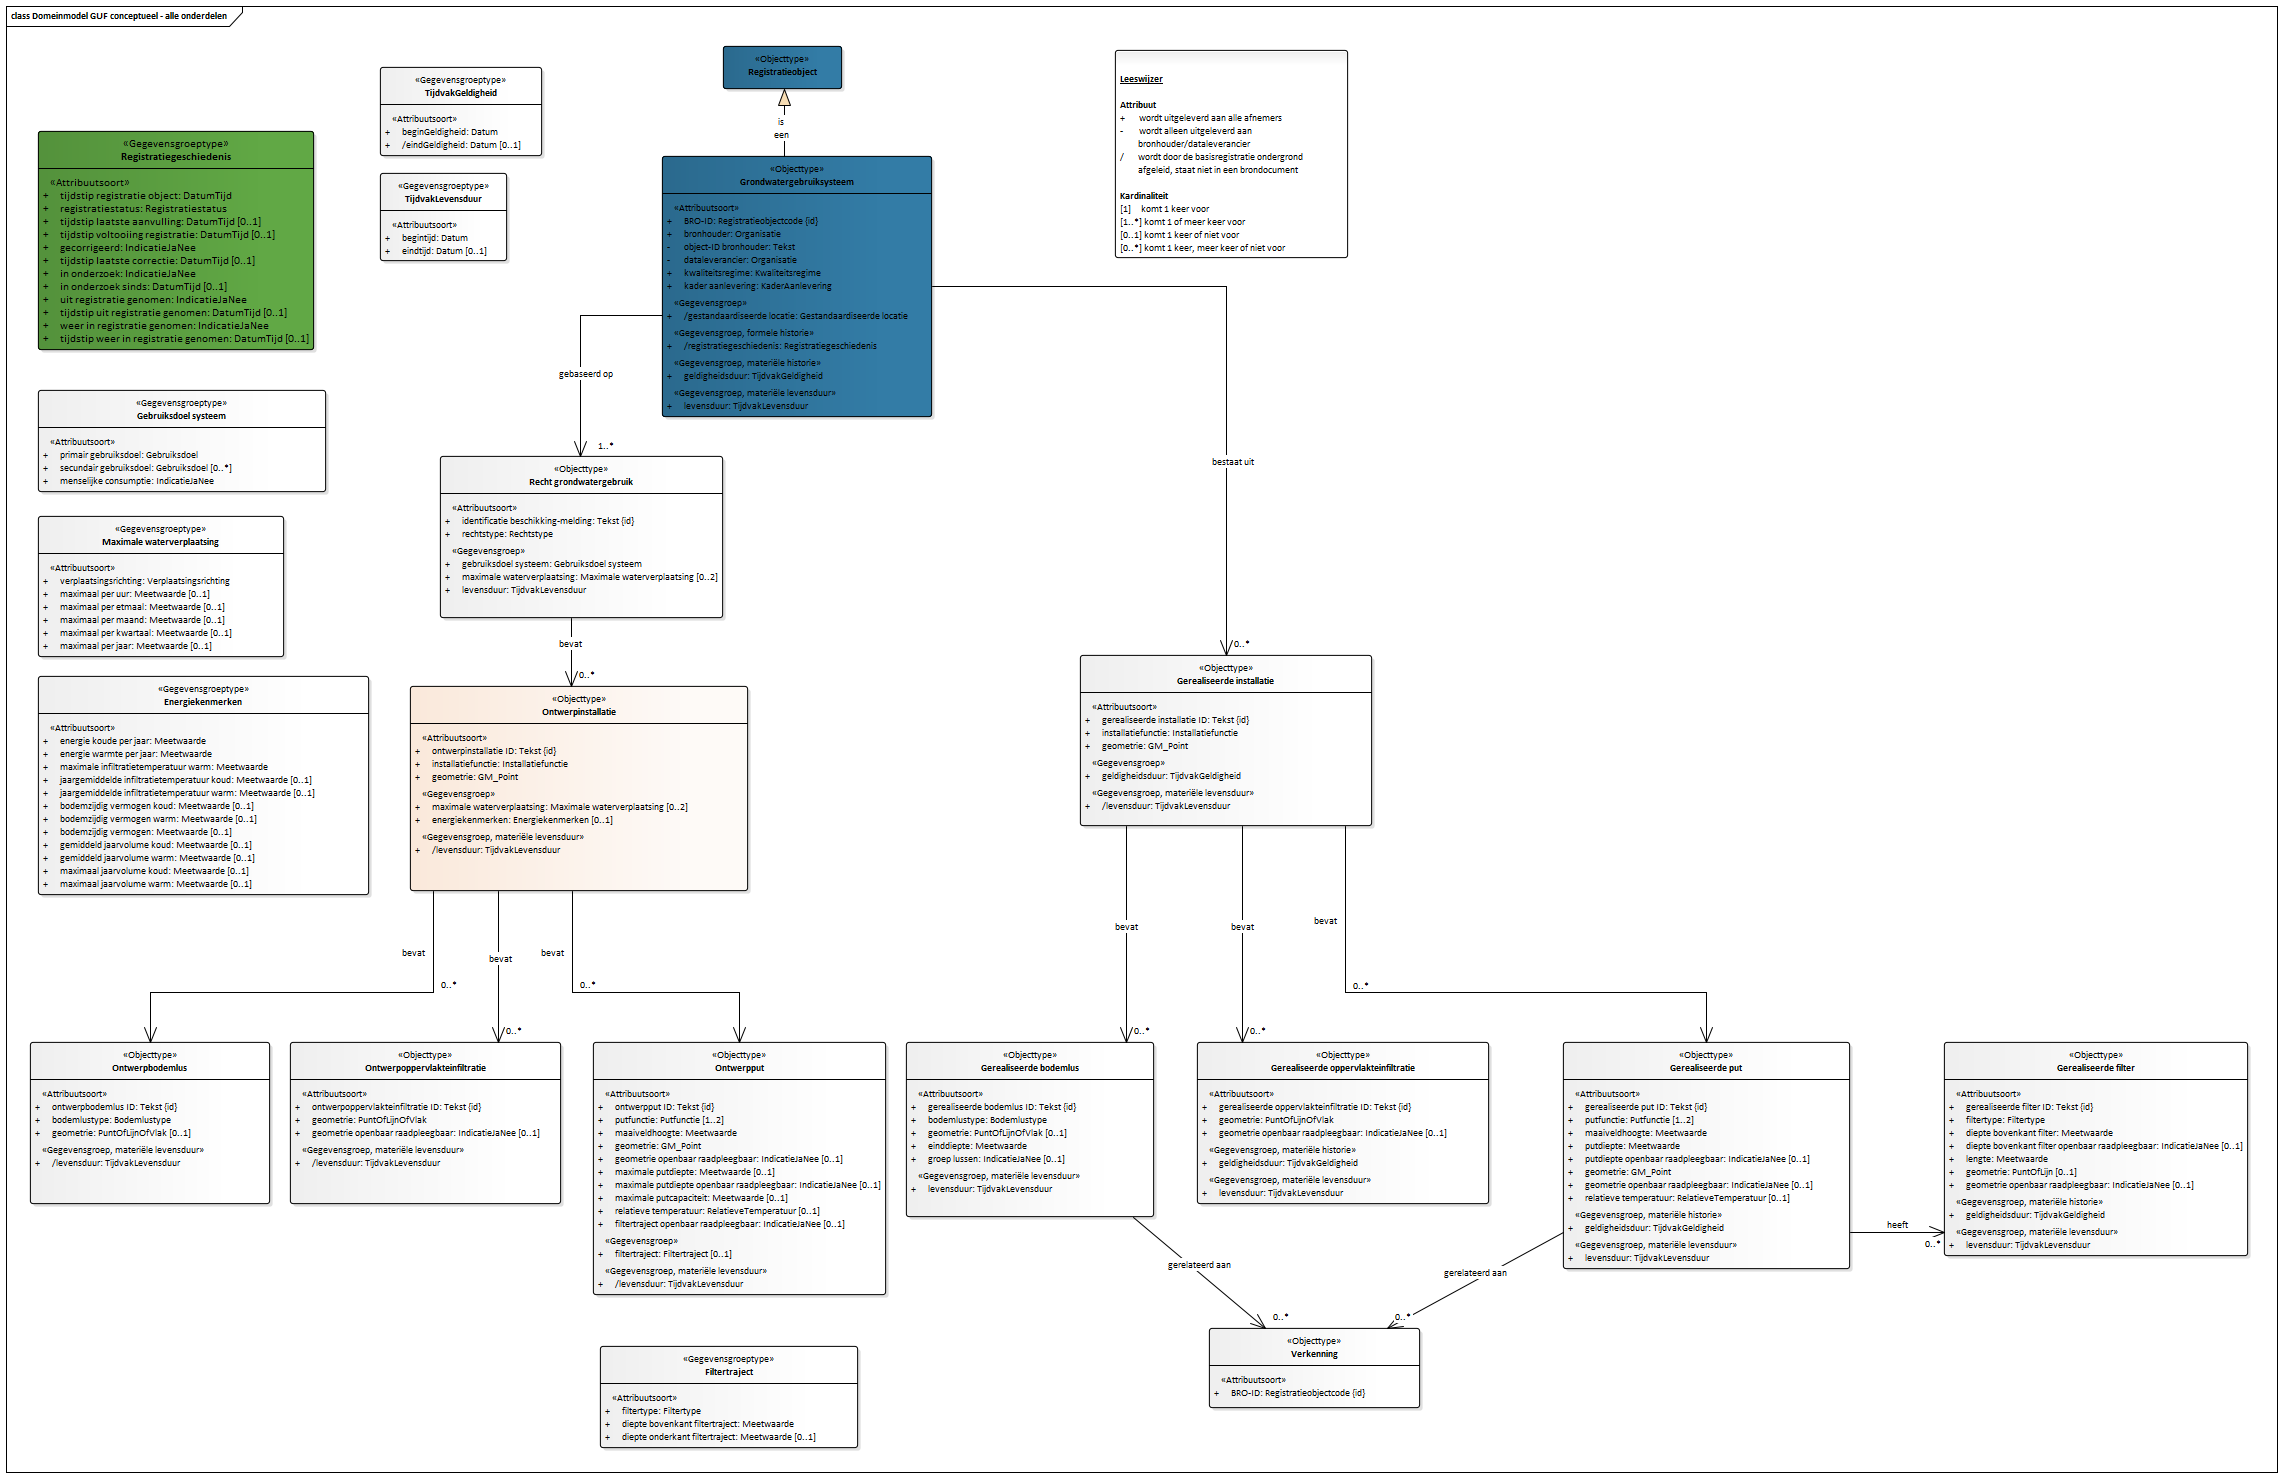 class Domeinmodel GUF conceptueel - alle onderdelen
«Objecttype»
Registratieobject
is
een
«Gegevensgroeptype»
TijdvakGeldigheid
«Attribuutsoort»
+ beginGeldigheid: Datum
+ /eindGeldigheid: Datum [0..1]
«Gegevensgroeptype»
TijdvakLevensduur
«Attribuutsoort»
+ begintijd: Datum
+ eindtijd: Datum [0..1]
Leeswijzer
Attribuut
+ wordt uitgeleverd aan alle afnemers
- wordt alleen uitgeleverd aan
bronhouder/dataleverancier
/ wordt door de basisregistratie ondergrond
afgeleid, staat niet in een brondocument
Kardinaliteit
[1] komt 1 keer voor
[1..*] komt 1 of meer keer voor
[0..1] komt 1 keer of niet voor
[0..*] komt 1 keer, meer keer of niet voor
«Gegevensgroeptype»
Registratiegeschiedenis
«Attribuutsoort»
+ tijdstip registratie object: DatumTijd
+ registratiestatus: Registratiestatus
+ tijdstip laatste aanvulling: DatumTijd [0..1]
+ tijdstip voltooiing registratie: DatumTijd [0..1]
+ gecorrigeerd: IndicatieJaNee
+ tijdstip laatste correctie: DatumTijd [0..1]
+ in onderzoek: IndicatieJaNee
+ in onderzoek sinds: DatumTijd [0..1]
+ uit registratie genomen: IndicatieJaNee
+ tijdstip uit registratie genomen: DatumTijd [0..1]
+ weer in registratie genomen: IndicatieJaNee
+ tijdstip weer in registratie genomen: DatumTijd [0..1]
«Objecttype»
Grondwatergebruiksysteem
«Attribuutsoort»
+ BRO-ID: Registratieobjectcode {id}
+ bronhouder: Organisatie
- object-ID bronhouder: Tekst
- dataleverancier: Organisatie
+ kwaliteitsregime: Kwaliteitsregime
+ kader aanlevering: KaderAanlevering
«Gegevensgroep»
+ /gestandaardiseerde locatie: Gestandaardiseerde locatie
«Gegevensgroep, formele historie»
+ /registratiegeschiedenis: Registratiegeschiedenis
«Gegevensgroep, materiële historie»
+ geldigheidsduur: TijdvakGeldigheid
«Gegevensgroep, materiële levensduur»
+ levensduur: TijdvakLevensduur
gebaseerd op
1..*
bestaat uit
0..*
«Gegevensgroeptype»
Gebruiksdoel systeem
«Attribuutsoort»
+ primair gebruiksdoel: Gebruiksdoel
+ secundair gebruiksdoel: Gebruiksdoel [0..*]
+ menselijke consumptie: IndicatieJaNee
«Objecttype»
Recht grondwatergebruik
«Attribuutsoort»
+ identificatie beschikking-melding: Tekst {id}
+ rechtstype: Rechtstype
«Gegevensgroep»
+ gebruiksdoel systeem: Gebruiksdoel systeem
+ maximale waterverplaatsing: Maximale waterverplaatsing [0..2]
+ levensduur: TijdvakLevensduur
bevat
0..*
«Gegevensgroeptype»
Maximale waterverplaatsing
«Attribuutsoort»
+ verplaatsingsrichting: Verplaatsingsrichting
+ maximaal per uur: Meetwaarde [0..1]
+ maximaal per etmaal: Meetwaarde [0..1]
+ maximaal per maand: Meetwaarde [0..1]
+ maximaal per kwartaal: Meetwaarde [0..1]
+ maximaal per jaar: Meetwaarde [0..1]
«Gegevensgroeptype»
Energiekenmerken
«Attribuutsoort»
+ energie koude per jaar: Meetwaarde
+ energie warmte per jaar: Meetwaarde
+ maximale infiltratietemperatuur warm: Meetwaarde
+ jaargemiddelde infiltratietemperatuur koud: Meetwaarde [0..1]
+ jaargemiddelde infiltratietemperatuur warm: Meetwaarde [0..1]
+ bodemzijdig vermogen koud: Meetwaarde [0..1]
+ bodemzijdig vermogen warm: Meetwaarde [0..1]
+ bodemzijdig vermogen: Meetwaarde [0..1]
+ gemiddeld jaarvolume koud: Meetwaarde [0..1]
+ gemiddeld jaarvolume warm: Meetwaarde [0..1]
+ maximaal jaarvolume koud: Meetwaarde [0..1]
+ maximaal jaarvolume warm: Meetwaarde [0..1]
«Objecttype»
Ontwerpinstallatie
«Attribuutsoort»
+ ontwerpinstallatie ID: Tekst {id}
+ installatiefunctie: Installatiefunctie
+ geometrie: GM_Point
«Gegevensgroep»
+ maximale waterverplaatsing: Maximale waterverplaatsing [0..2]
+ energiekenmerken: Energiekenmerken [0..1]
«Gegevensgroep, materiële levensduur»
+ /levensduur: TijdvakLevensduur
«Objecttype»
Gerealiseerde installatie
«Attribuutsoort»
+ gerealiseerde installatie ID: Tekst {id}
+ installatiefunctie: Installatiefunctie
+ geometrie: GM_Point
«Gegevensgroep»
+ geldigheidsduur: TijdvakGeldigheid
«Gegevensgroep, materiële levensduur»
+ /levensduur: TijdvakLevensduur
bevat
0..*
bevat
0..*
bevat
0..*
bevat
0..*
bevat
0..*
bevat
0..*
«Objecttype»
Ontwerpbodemlus
«Attribuutsoort»
+ ontwerpbodemlus ID: Tekst {id}
+ bodemlustype: Bodemlustype
+ geometrie: PuntOfLijnOfVlak [0..1]
«Gegevensgroep, materiële levensduur»
+ /levensduur: TijdvakLevensduur
«Objecttype»
Ontwerpoppervlakteinfiltratie
«Attribuutsoort»
+ ontwerpoppervlakteinfiltratie ID: Tekst {id}
+ geometrie: PuntOfLijnOfVlak
+ geometrie openbaar raadpleegbaar: IndicatieJaNee [0..1]
«Gegevensgroep, materiële levensduur»
+ /levensduur: TijdvakLevensduur
«Objecttype»
Ontwerpput
«Attribuutsoort»
+ ontwerpput ID: Tekst {id}
+ putfunctie: Putfunctie [1..2]
+ maaiveldhoogte: Meetwaarde
+ geometrie: GM_Point
+ geometrie openbaar raadpleegbaar: IndicatieJaNee [0..1]
+ maximale putdiepte: Meetwaarde [0..1]
+ maximale putdiepte openbaar raadpleegbaar: IndicatieJaNee [0..1]
+ maximale putcapaciteit: Meetwaarde [0..1]
+ relatieve temperatuur: RelatieveTemperatuur [0..1]
+ filtertraject openbaar raadpleegbaar: IndicatieJaNee [0..1]
«Gegevensgroep»
+ filtertraject: Filtertraject [0..1]
«Gegevensgroep, materiële levensduur»
+ /levensduur: TijdvakLevensduur
«Objecttype»
Gerealiseerde bodemlus
«Attribuutsoort»
+ gerealiseerde bodemlus ID: Tekst {id}
+ bodemlustype: Bodemlustype
+ geometrie: PuntOfLijnOfVlak [0..1]
+ einddiepte: Meetwaarde
+ groep lussen: IndicatieJaNee [0..1]
«Gegevensgroep, materiële levensduur»
+ levensduur: TijdvakLevensduur
«Objecttype»
Gerealiseerde oppervlakteinfiltratie
«Attribuutsoort»
+ gerealiseerde oppervlakteinfiltratie ID: Tekst {id}
+ geometrie: PuntOfLijnOfVlak
+ geometrie openbaar raadpleegbaar: IndicatieJaNee [0..1]
«Gegevensgroep, materiële historie»
+ geldigheidsduur: TijdvakGeldigheid
«Gegevensgroep, materiële levensduur»
+ levensduur: TijdvakLevensduur
«Objecttype»
Gerealiseerde put
«Attribuutsoort»
+ gerealiseerde put ID: Tekst {id}
+ putfunctie: Putfunctie [1..2]
+ maaiveldhoogte: Meetwaarde
+ putdiepte: Meetwaarde
+ putdiepte openbaar raadpleegbaar: IndicatieJaNee [0..1]
+ geometrie: GM_Point
+ geometrie openbaar raadpleegbaar: IndicatieJaNee [0..1]
+ relatieve temperatuur: RelatieveTemperatuur [0..1]
«Gegevensgroep, materiële historie»
+ geldigheidsduur: TijdvakGeldigheid
«Gegevensgroep, materiële levensduur»
+ levensduur: TijdvakLevensduur
heeft
0..*
«Objecttype»
Gerealiseerde filter
«Attribuutsoort»
+ gerealiseerde filter ID: Tekst {id}
+ filtertype: Filtertype
+ diepte bovenkant filter: Meetwaarde
+ diepte bovenkant filter openbaar raadpleegbaar: IndicatieJaNee [0..1]
+ lengte: Meetwaarde
+ geometrie: PuntOfLijn [0..1]
+ geometrie openbaar raadpleegbaar: IndicatieJaNee [0..1]
«Gegevensgroep, materiële historie»
+ geldigheidsduur: TijdvakGeldigheid
«Gegevensgroep, materiële levensduur»
+ levensduur: TijdvakLevensduur
gerelateerd aan
0..*
gerelateerd aan
0..*
«Objecttype»
Verkenning
«Attribuutsoort»
+ BRO-ID: Registratieobjectcode {id}
«Gegevensgroeptype»
Filtertraject
«Attribuutsoort»
+ filtertype: Filtertype
+ diepte bovenkant filtertraject: Meetwaarde
+ diepte onderkant filtertraject: Meetwaarde [0..1]